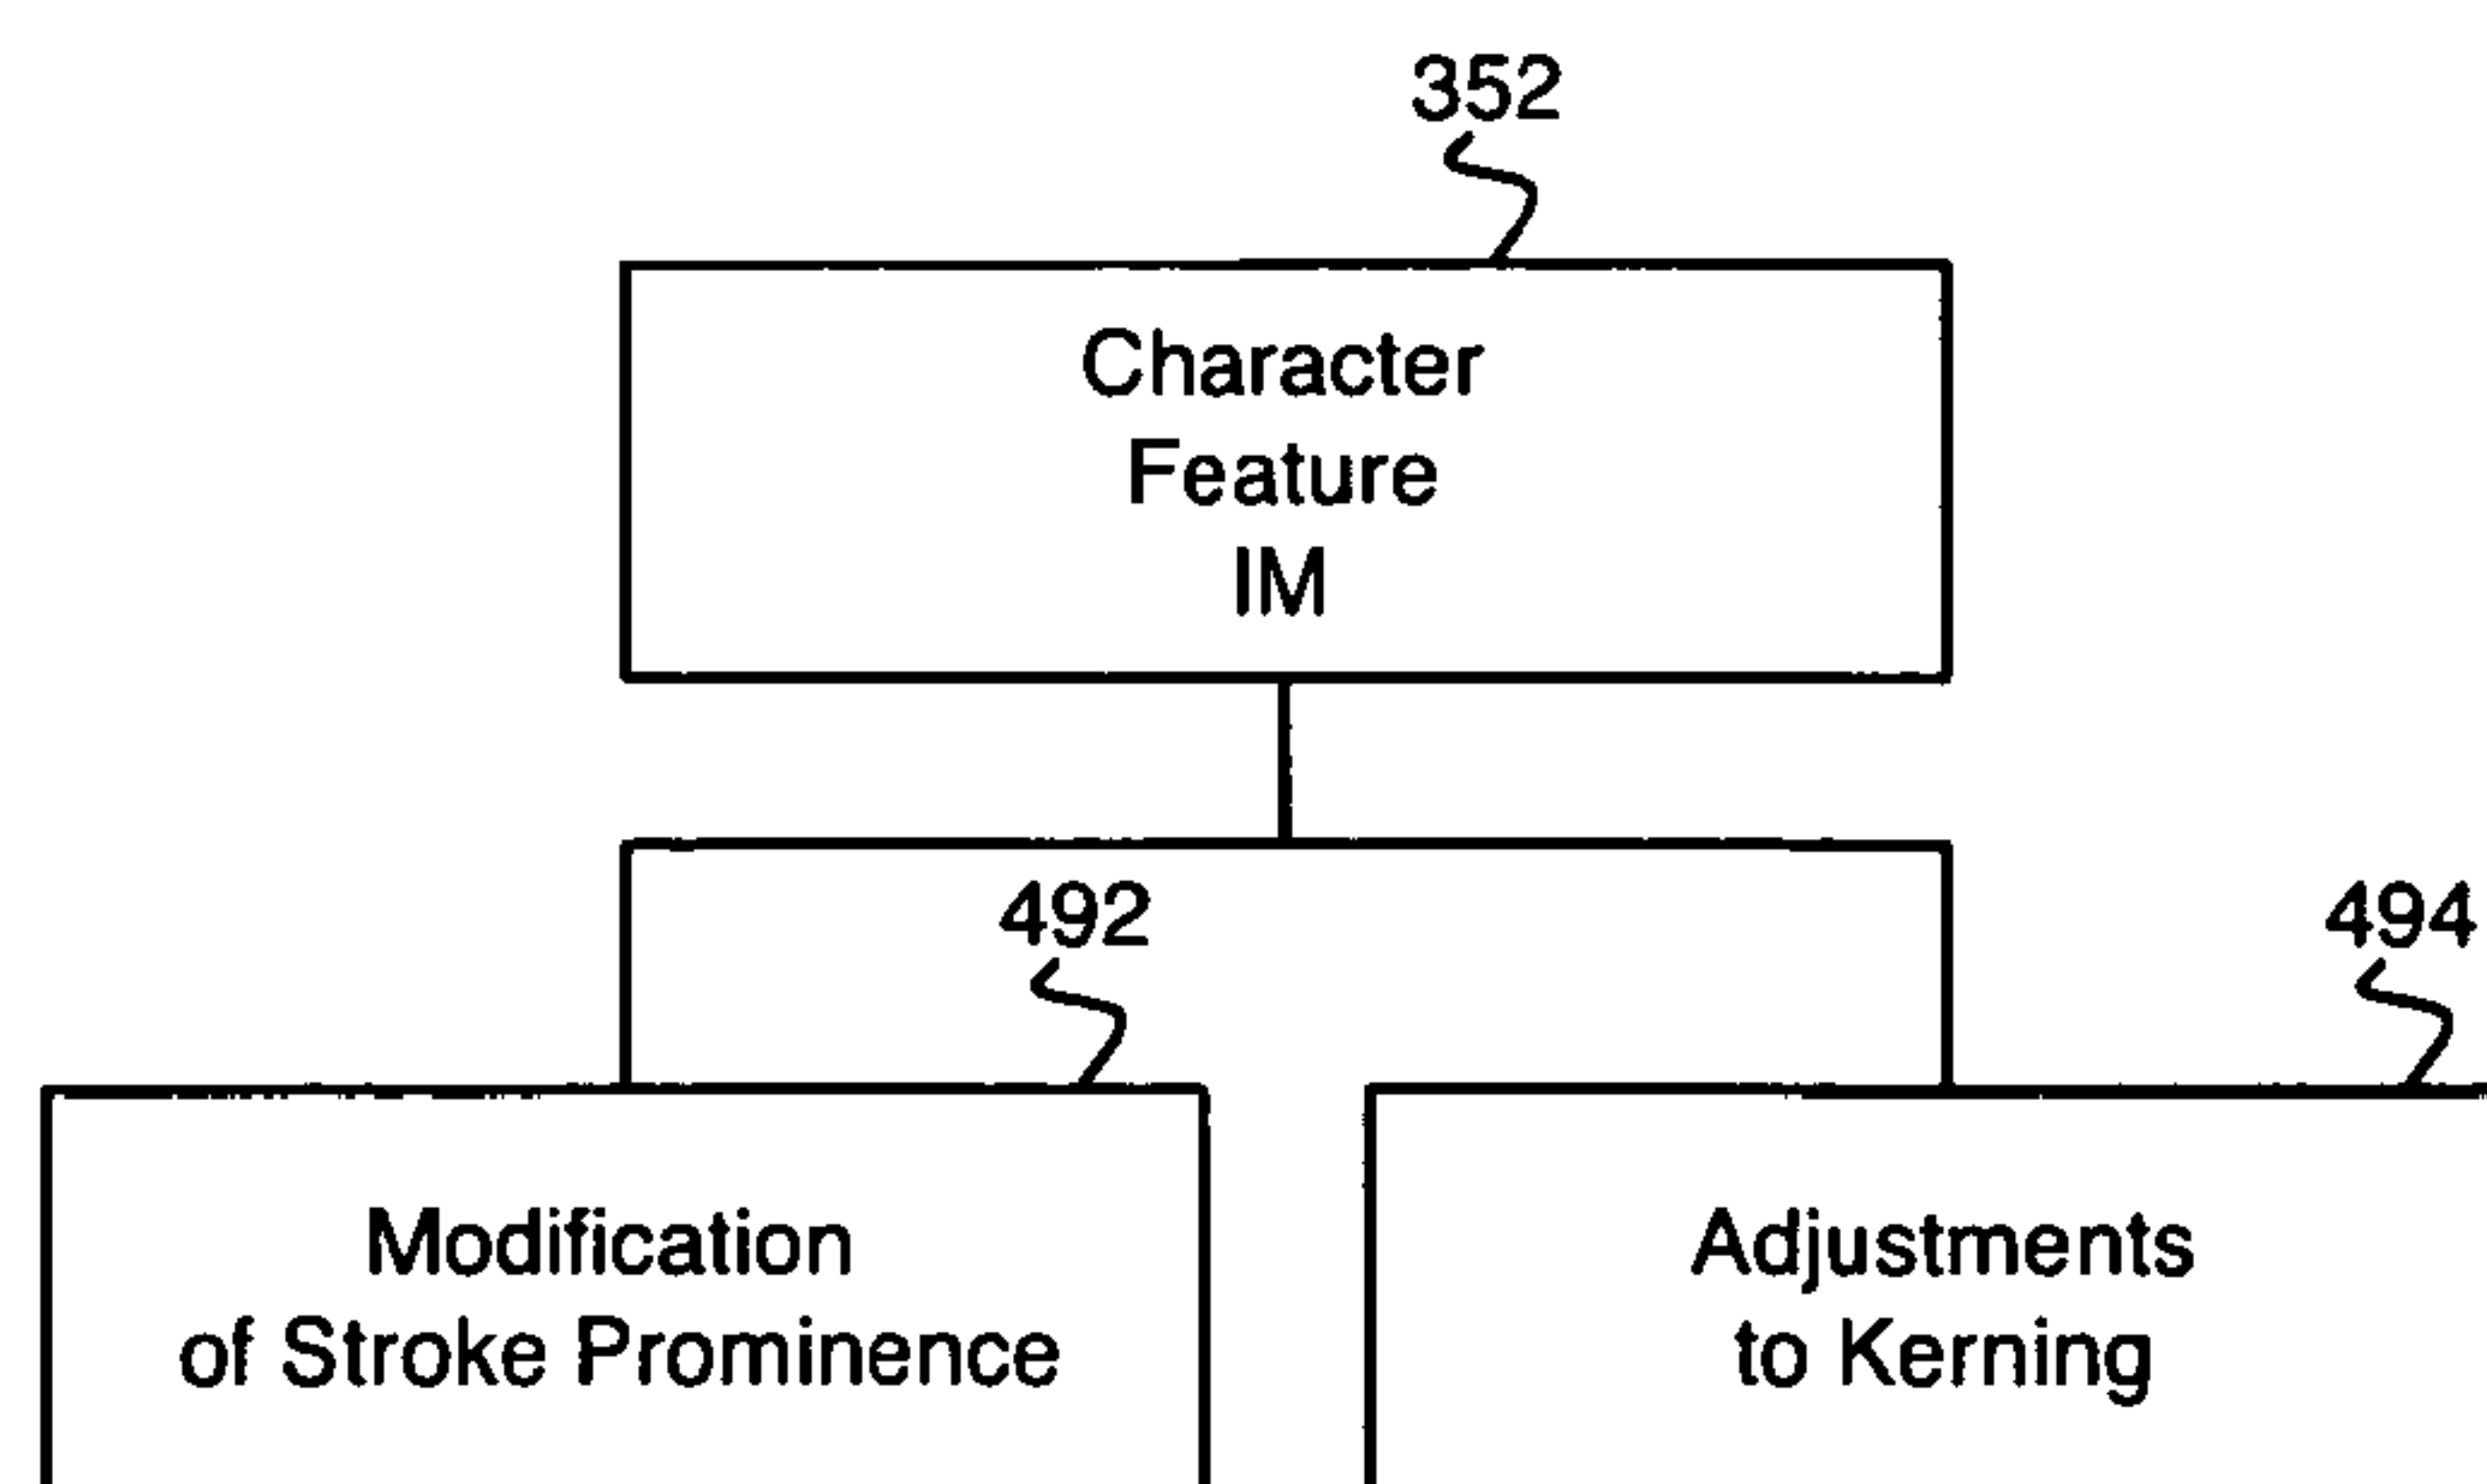 352
Character
Feature
IM
492
494
Modification
of Stroke Prominence
Adjustments
to Kerning